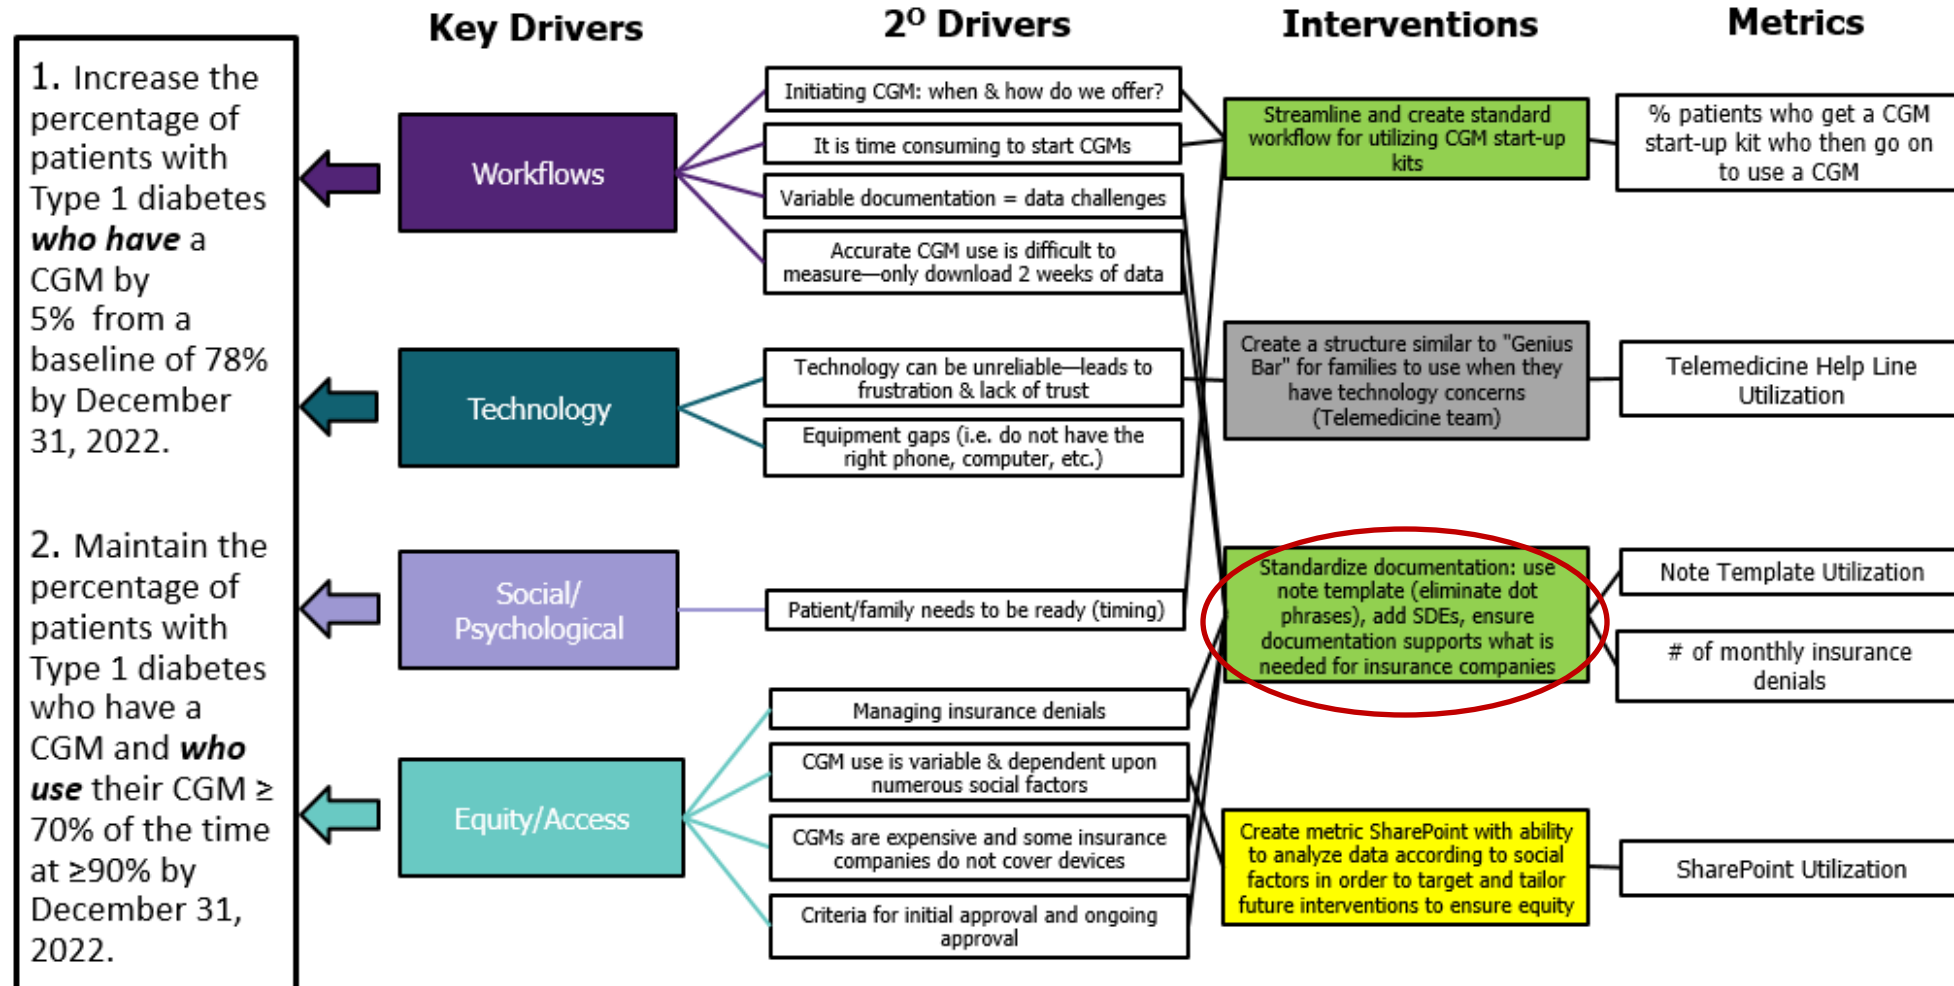 Key Drivers
2º Drivers
Interventions
Metrics
1. Increase the
percentage of
patients with
Type 1 diabetes
who have a
CGM by
5% from a
baseline of 78%
by December
31, 2022.
2. Maintain the
percentage of
patients with
Type 1 diabetes
who have a
CGM and who
use their CGM ≥
70% of the time
at ≥90% by
December 31,
2022.
Workflows
Technology
Social/
Psychological
Equity/Access
Initiating CGM: when & how do we offer?
It is time consuming to start CGMs
Variable documentation = data challenges
Accurate CGM use is difficult to
measure—only download 2 weeks of data
Technology can be unreliable—leads to
frustration & lack of trust
Equipment gaps (i.e. do not have the
right phone, computer, etc.)
Patient/family needs to be ready (timing)
Managing insurance denials
CGM use is variable & dependent upon
numerous social factors
CGMs are expensive and some insurance
companies do not cover devices
Criteria for initial approval and ongoing
approval
Streamline and create standard
workflow for utilizing CGM start-up
kits
Create a structure similar to "Genius
Bar" for families to use when they
have technology concerns
(Telemedicine team)
Standardize documentation: use
note template (eliminate dot
phrases), add SDEs, ensure
documentation supports what is
needed for insurance companies
Create metric SharePoint with ability
to analyze data according to social
factors in order to target and tailor
future interventions to ensure equity
% patients who get a CGM
start-up kit who then go on
to use a CGM
Telemedicine Help Line
Utilization
Note Template Utilization
# of monthly insurance
denials
SharePoint Utilization